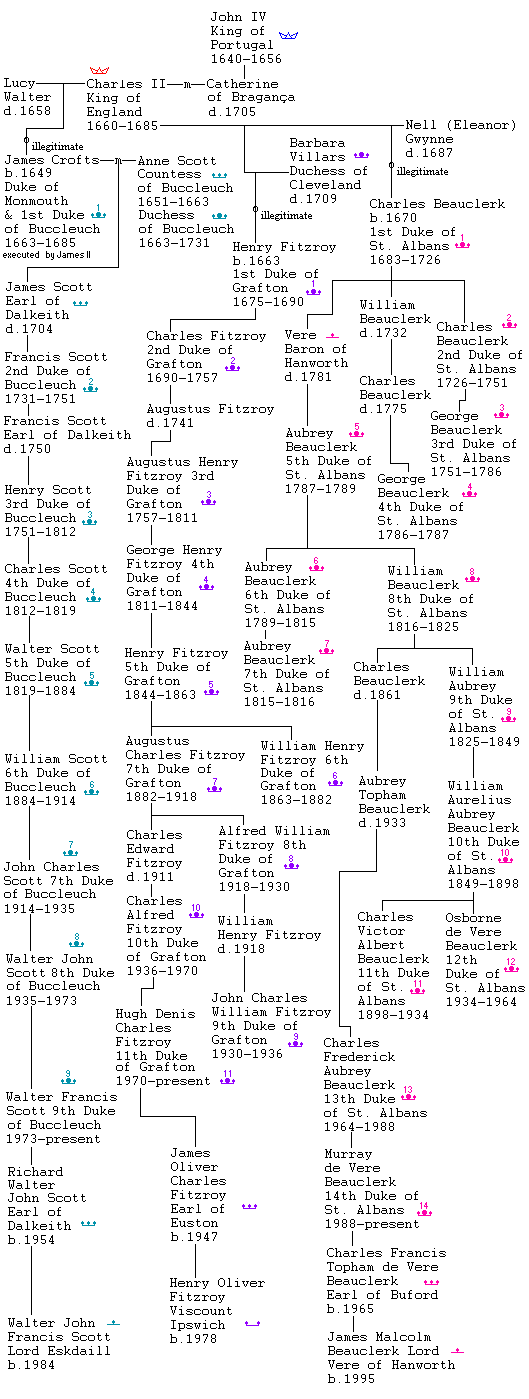 John IV
King of
Portugal
1640–1656
Lucy
Walter
d.1658
Charles II—m—Catherine
King of
England
1660–1685
of Bragança
d.1705
Nell (Eleanor)
Gwynne
d.1687
illegitimate
Barbara
Villars
Duchess of
Cleveland
d.1709
illegitimate
illegitimate
James Crofts—m—Anne Scott
b.1649
Duke of
Monmouth
& 1st Duke
of Buccleuch
1663–1685
executed by James II
1
Countess
of Buccleuch
1651–1663
Duchess
of Buccleuch
1663–1731
Charles Beauclerk
b.1670
1st Duke of
St. Albans
1683–1726
1
Henry Fitzroy
b.1663
1st Duke of
Grafton
1675–1690
1
James Scott
Earl of
Dalkeith
d.1704
Francis Scott
2nd Duke of
Buccleuch
1731–1751
2
Francis Scott
Earl of Dalkeith
d.1750
Henry Scott
3rd Duke of
Buccleuch
1751–1812
3
Charles Scott
4th Duke of
Buccleuch
1812–1819
4
Walter Scott
5th Duke of
Buccleuch
1819–1884
5
William Scott
6th Duke of
Buccleuch
1884–1914
6
7
John Charles
Scott 7th Duke
of Buccleuch
1914–1935
8
Walter John
Scott 8th Duke
of Buccleuch
1935–1973
9
Walter Francis
Scott 9th Duke
of Buccleuch
1973–present
Richard
Walter
John Scott
Earl of
Dalkeith
b.1954
Walter John
Francis Scott
Lord Eskdaill
b.1984
Charles Fitzroy
2nd Duke of
Grafton
1690–1757
2
Augustus Fitzroy
d.1741
Augustus Henry
Fitzroy 3rd
Duke of
Grafton
1757–1811
3
George Henry
Fitzroy 4th
Duke of
Grafton
1811–1844
4
Henry Fitzroy
5th Duke of
Grafton
1844–1863
5
Augustus
Charles Fitzroy
7th Duke of
Grafton
1882–1918
7
William Henry
Fitzroy 6th
Duke of
Grafton
1863–1882
6
Charles
Edward
Fitzroy
d.1911
Alfred William
Fitzroy 8th
Duke of
Grafton
1918–1930
8
Charles
Alfred
Fitzroy
10th Duke
of Grafton
1936–1970
10
William
Henry Fitzroy
d.1918
John Charles
William Fitzroy
9th Duke of
Grafton
1930–1936
9
Hugh Denis
Charles
Fitzroy
11th Duke
of Grafton
1970–present
11
James
Oliver
Charles
Fitzroy
Earl of
Euston
b.1947
Henry Oliver
Fitzroy
Viscount
Ipswich
b.1978
Vere
Baron of
Hanworth
d.1781
William
Beauclerk
d.1732
Charles
Beauclerk
2nd Duke of
St. Albans
1726–1751
2
Charles
Beauclerk
d.1775
George
Beauclerk
3rd Duke of
St. Albans
1751–1786
3
Aubrey
Beauclerk
5th Duke of
St. Albans
1787–1789
5
George
Beauclerk
4th Duke of
St. Albans
1786–1787
4
Aubrey
Beauclerk
6th Duke of
St. Albans
1789–1815
6
William
Beauclerk
8th Duke of
St. Albans
1816–1825
8
Aubrey
Beauclerk
7th Duke of
St. Albans
1815–1816
7
Charles
Beauclerk
d.1861
William
Aubrey
9th Duke
of St.
Albans
1825–1849
9
Aubrey
Topham
Beauclerk
d.1933
William
Aurelius
Aubrey
Beauclerk
10th Duke
of St.
Albans
1849–1898
10
Charles
Victor
Albert
Beauclerk
11th Duke
of St.
Albans
1898–1934
11
Osborne
de Vere
Beauclerk
12th
Duke of
St. Albans
1934–1964
12
Charles
Frederick
Aubrey
Beauclerk
13th Duke
of St. Albans
1964–1988
13
Murray
de Vere
Beauclerk
14th Duke of
St. Albans
1988–present
14
Charles Francis
Topham de Vere
Beauclerk
Earl of Buford
b.1965
James Malcolm
Beauclerk Lord
Vere of Hanworth
b.1995